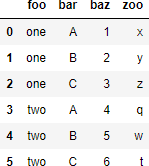 foo bar baz zoo
0 one A 1 x
1 one B 2 y
2 one C 3 z
3 two A 4 q
4 two B 5 w
5 two C 6 t